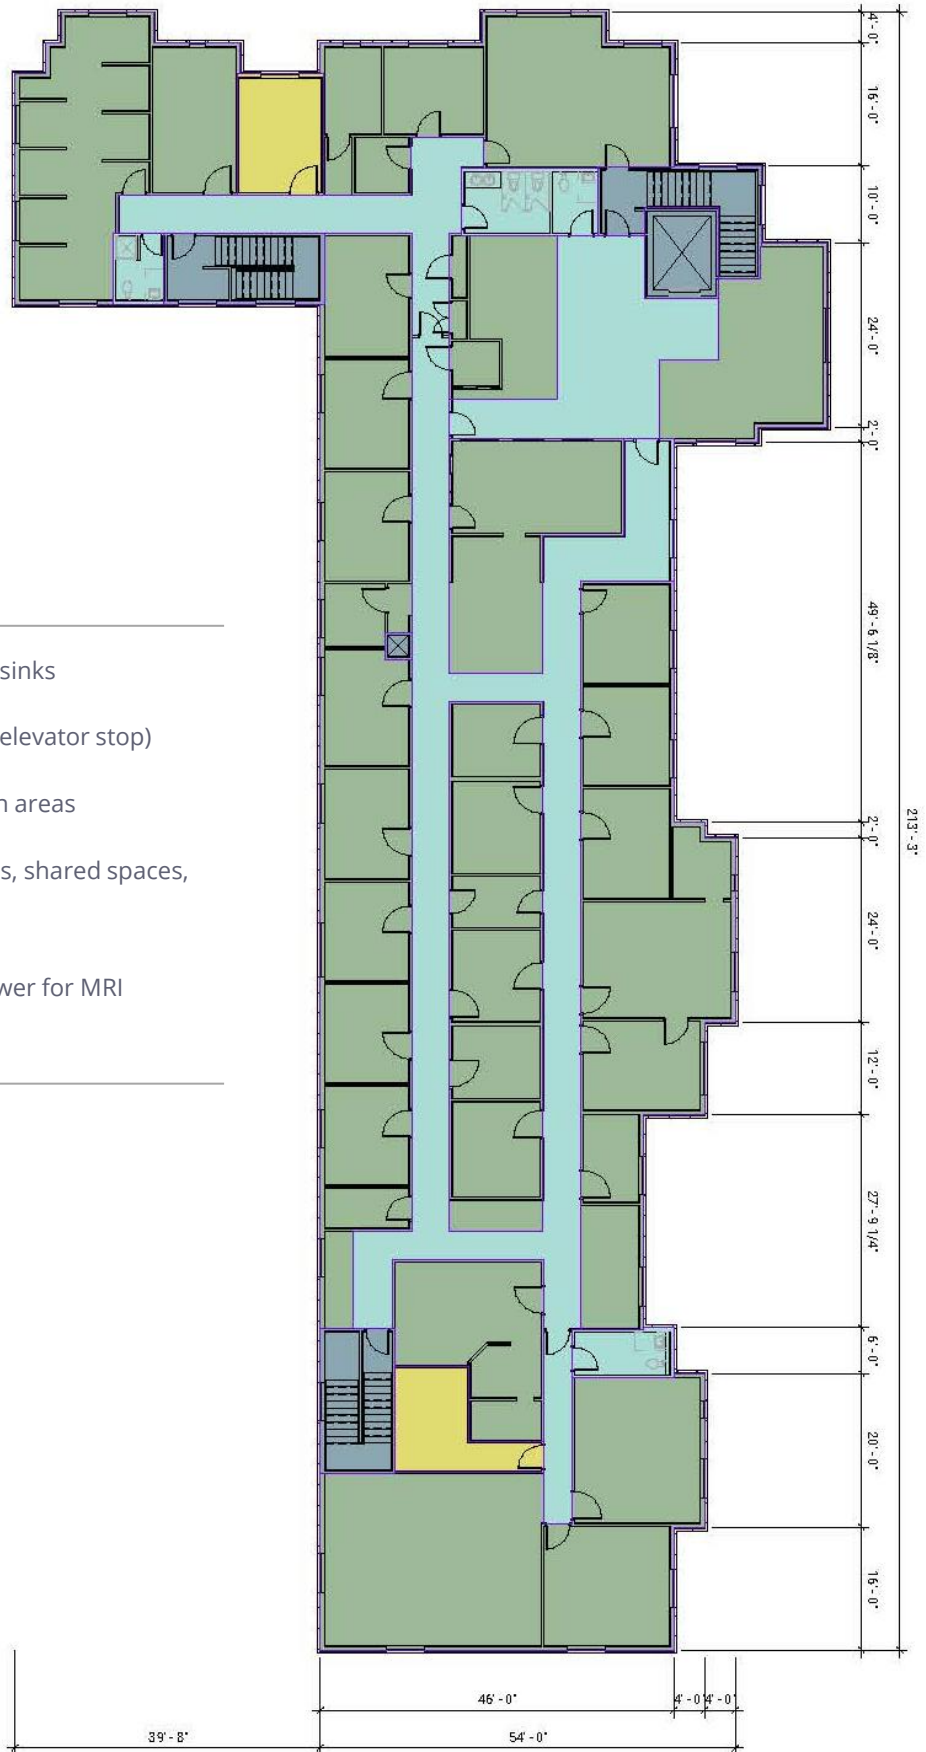 4' - 0"
16' - 0"
10' - 0"
24' - 0"
2' - 0"
49' - 6 1/8"
sinks
elevator stop)
n areas
s, shared spaces,
wer for MRI
2' - 0"
213' - 3"
24' - 0"
12' - 0"
27' - 9 1/4"
6' - 0"
20' - 0"
16' - 0"
46' - 0"
4' - 0"
4' - 0"
39' - 8"
54' - 0"